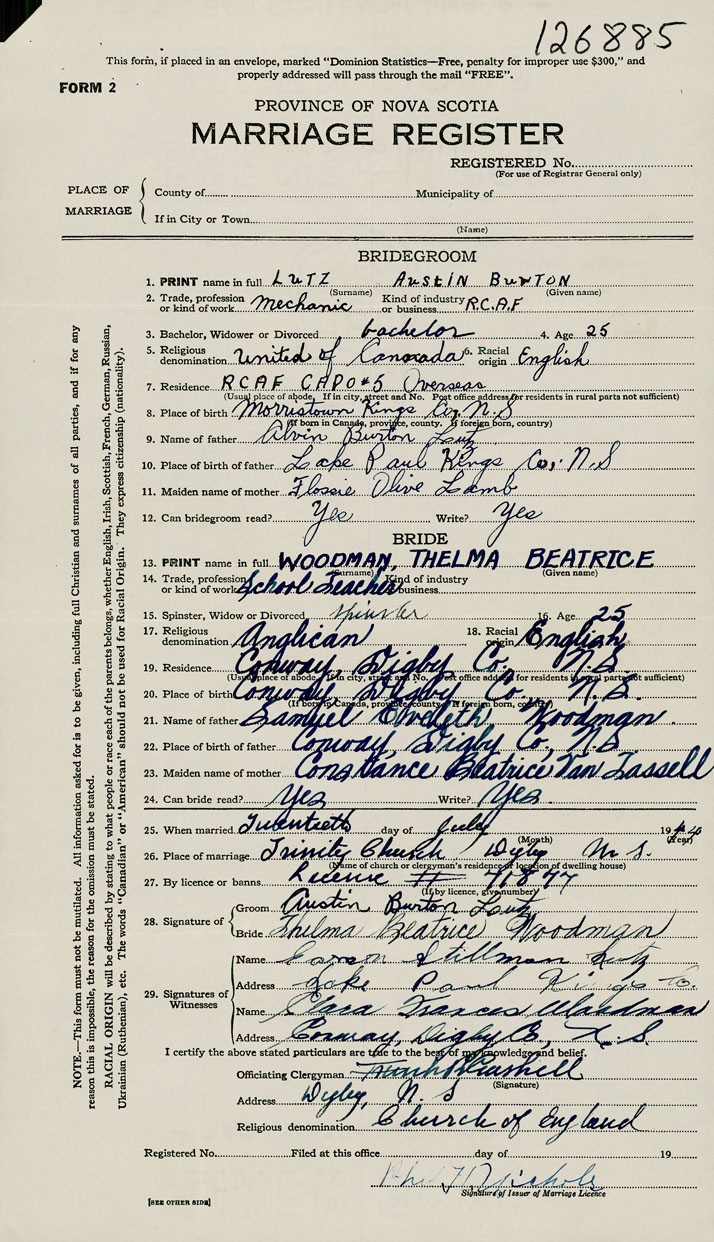 126885
This form, if placed in an envelope, marked "Dominion Statistics—Free, penalty for improper use $300," and
properly addressed will pass through the mail "FREE".
FORM 2
PROVINCE OF NOVA SCOTIA
MARRIAGE REGISTER
REGISTERED No.
(For use of Registrar General only)
PLACE OF MARRIAGE
County of Municipality of
If in City or Town
(Name)
BRIDEGROOM
1. PRINT name in full LUTZ AUSTIN BURTON
(Surname) (Given name)
2. Trade, profession or kind of work Mechanic Kind of industry or business R.C.A.F
3. Bachelor, Widower or Divorced bachelor 4. Age 25
5. Religious denomination United of Canada 6. Racial origin English
7. Residence RCAF CAPO #5 Overseas
(Usual place of abode. If in city, street and No. Post office address for residents in rural parts not sufficient)
8. Place of birth Morristown Kings Co. N.S
(If born in Canada, province, county. If foreign born, country)
9. Name of father Alvin Burton Lutz
10. Place of birth of father Lake Paul Kings Co, N.S
11. Maiden name of mother Flossie Olive Lamb
12. Can bridegroom read? Yes Write? Yes
BRIDE
13. PRINT name in full WOODMAN, THELMA BEATRICE
(Surname) (Given name)
14. Trade, profession or kind of work School Teacher Kind of industry or business
15. Spinster, Widow or Divorced Spinster 16. Age 25
17. Religious denomination Anglican 18. Racial origin English
19. Residence Conway, Digby Co. N.S.
(Usual place of abode. If in city, street and No. Post office address for residents in rural parts not sufficient)
20. Place of birth Conway, Digby Co. N.S.
(If born in Canada, province, county. If foreign born, country)
21. Name of father Samuel Woodman.
22. Place of birth of father Conway, Digby Co, N.S
23. Maiden name of mother Constance Beatrice Van Tassell
24. Can bride read? Yes Write? Yes.
25. When married Twentieth day of July 19
(Month) (Year)
26. Place of marriage Trinity Church Digby N.S.
(Name of church or clergyman's residence or location of dwelling house)
27. By licence or banns License # 71877
(If by licence, give number)
28. Signature of
Groom Austin Burton Lutz
Bride Thelma Beatrice Woodman
29. Signatures of Witnesses
Name Stillman Lutz
Address Lake Paul Kings Co.
Name Clara Frances Woodman
Address Conway, Digby Co, N.S.
I certify the above stated particulars are true to the best of my knowledge and belief.
Officiating Clergyman
(Signature)
Address Digby, N.S
Religious denomination Church of England
Registered No. Filed at this office day of 19
Nichols
Signature of Issuer of Marriage Licence
[SEE OTHER SIDE]
NOTE.—This form must not be mutilated. All information asked for is to be given, including full Christian and surnames of all parties, and if for any
reason this is impossible, the reason for the omission must be stated.
RACIAL ORIGIN will be described by stating to what people or race each of the parents belongs, whether English, Irish, Scottish, French, German, Russian,
Ukrainian (Ruthenian), etc. The words "Canadian" or "American" should not be used for Racial Origin. They express citizenship (nationality).